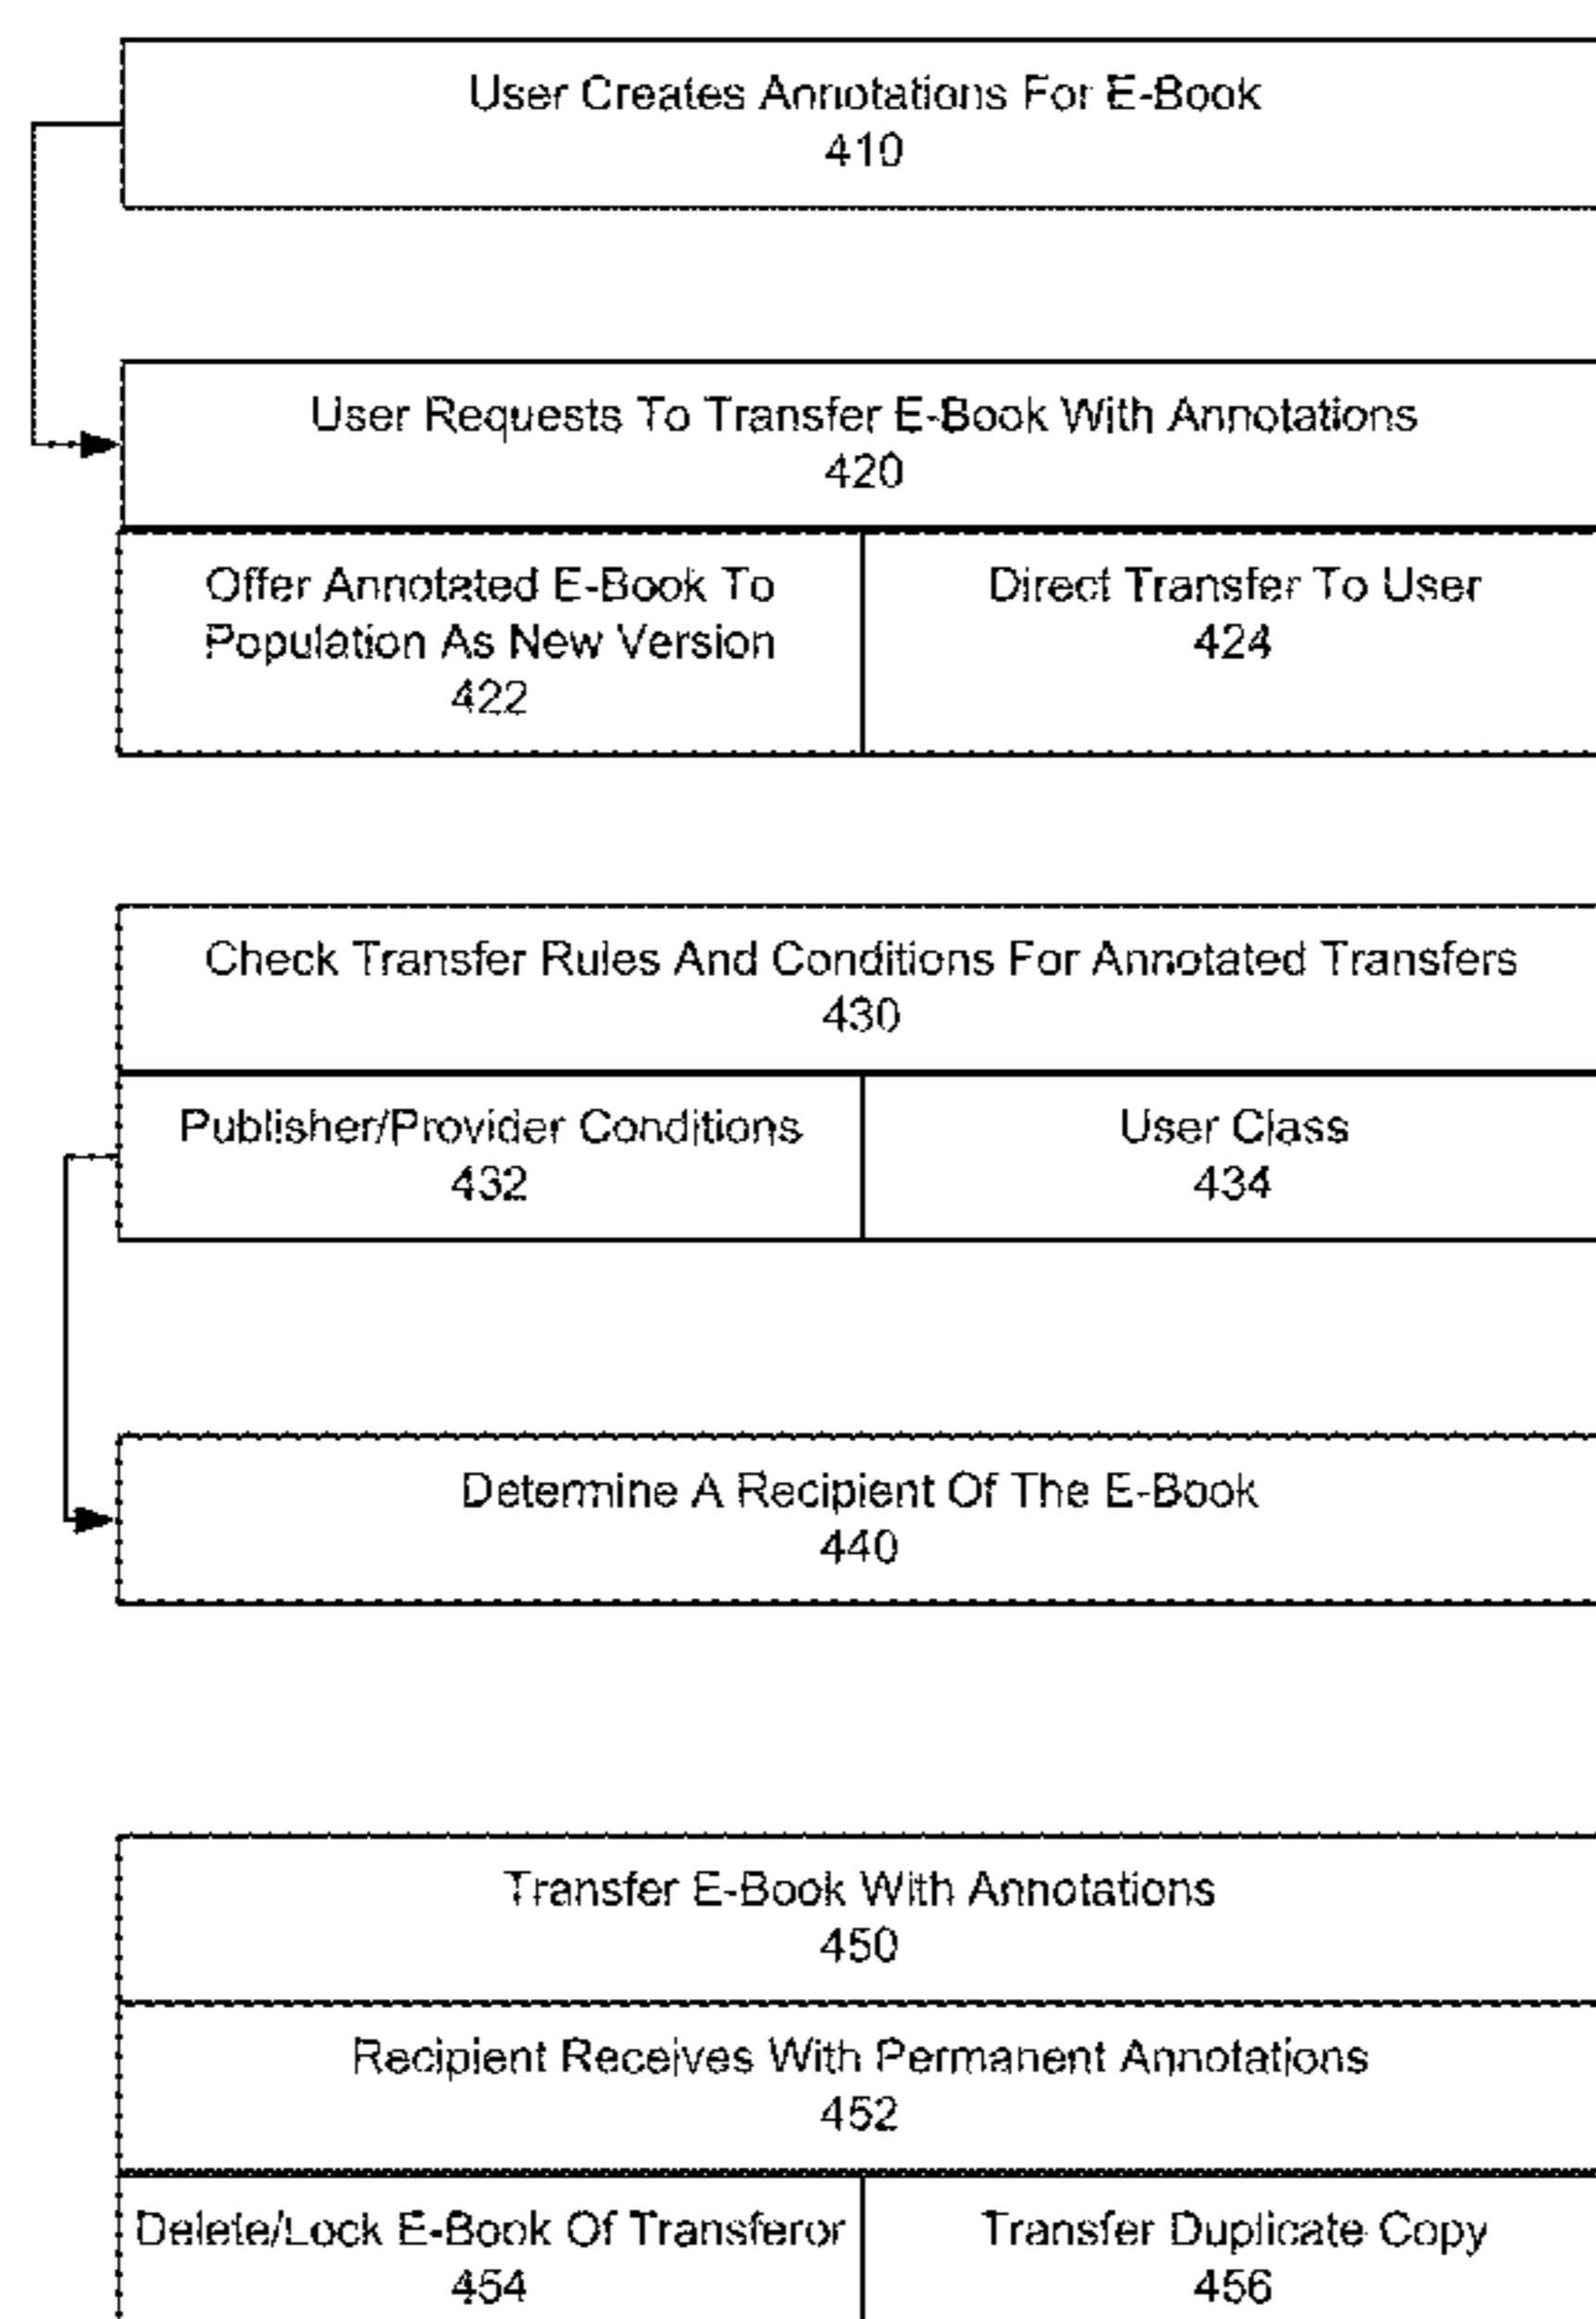 User Creates Annotations For E-Book
410
User Requests To Transfer E-Book With Annotations
420
Offer Annotated E-Book To
Population As New Version
422
Direct Transfer To User
424
Check Transfer Rules And Conditions For Annotated Transfers
430
Publisher/Provider Conditions
432
User Class
434
Determine A Recipient Of The E-Book
440
Transfer E-Book With Annotations
450
Recipient Receives With Permanent Annotations
452
Delete/Lock E-Book Of Transferor
454
Transfer Duplicate Copy
456